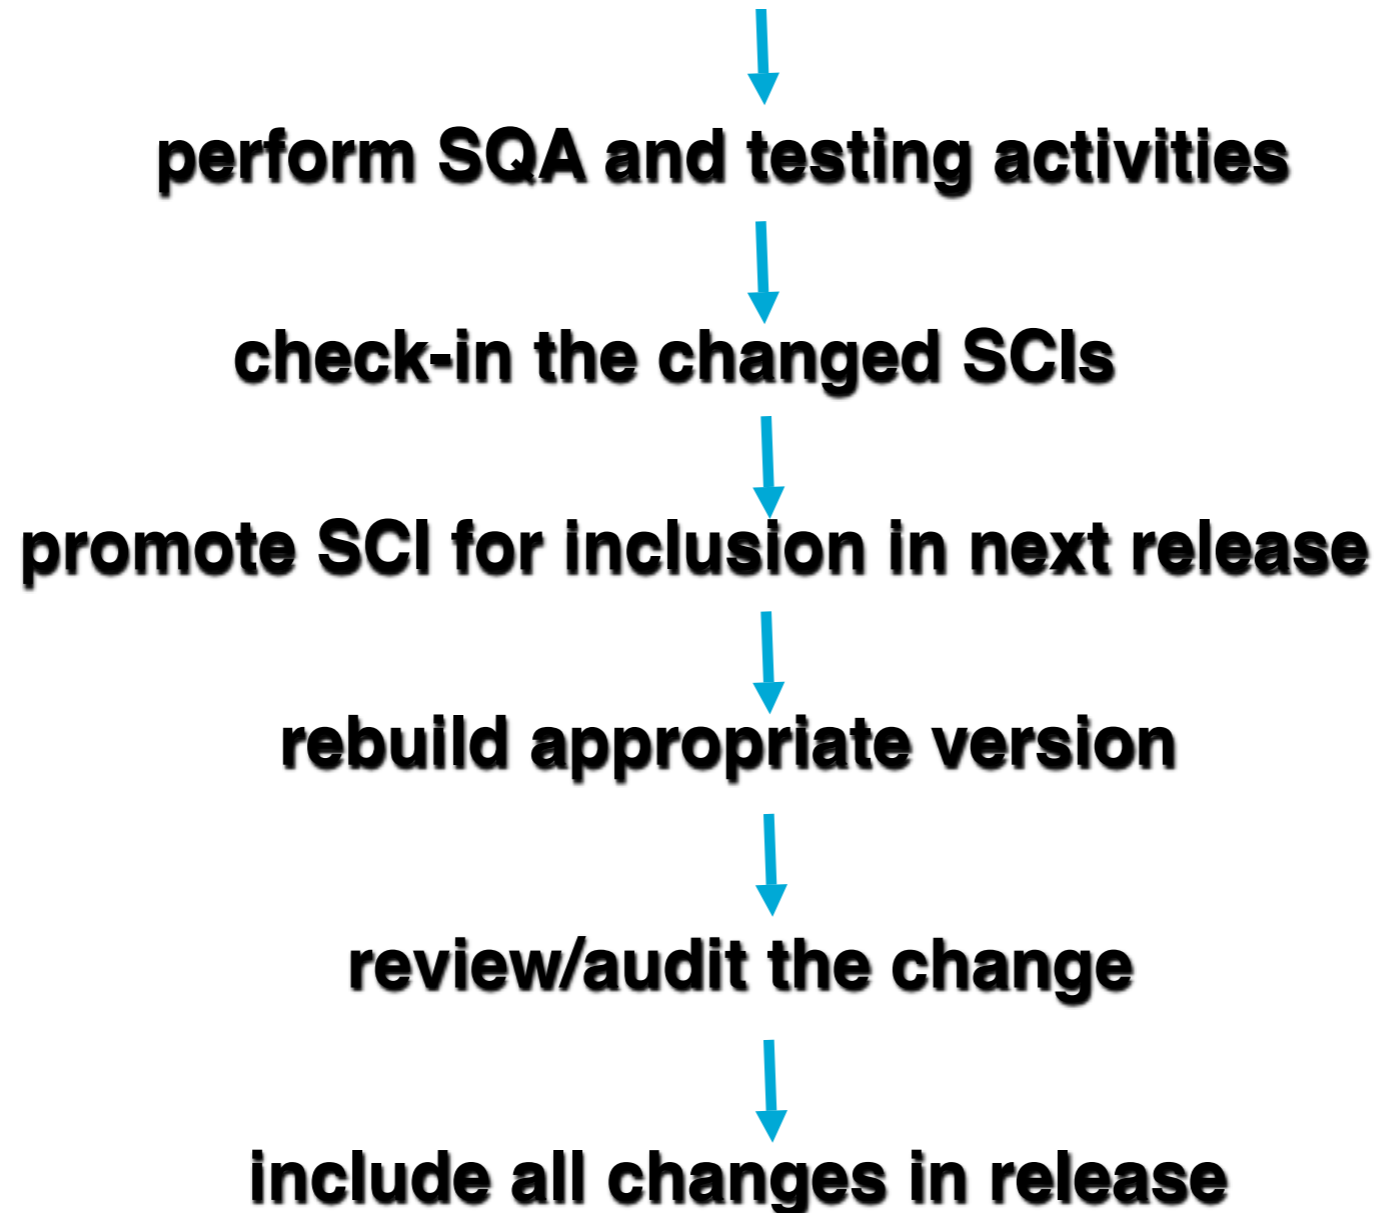 perform SQA and testing activities
check-in the changed SCIs
promote SCI for inclusion in next release
rebuild appropriate version
review/audit the change
include all changes in release